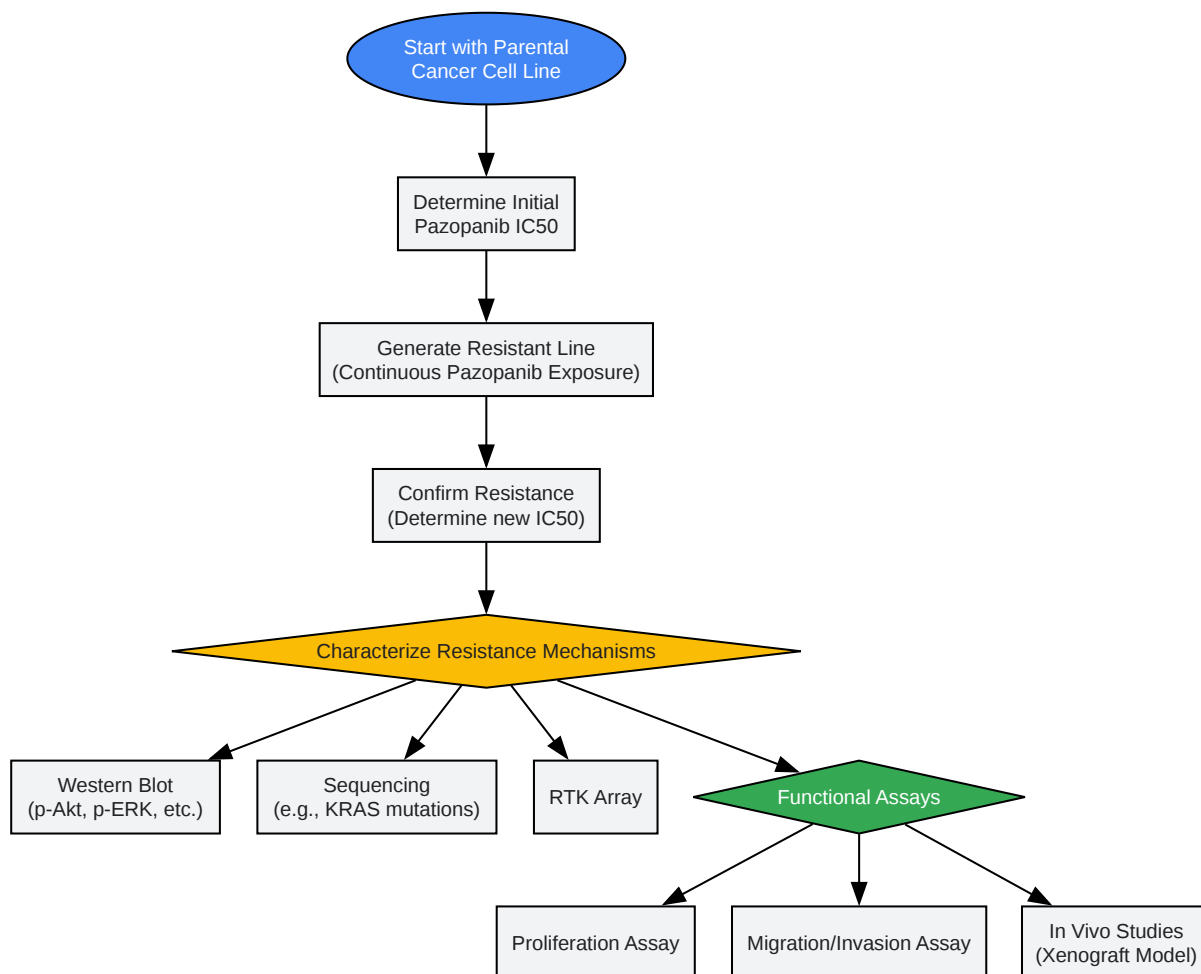 Start with Parental
Cancer Cell Line
Determine Initial
Pazopanib IC50
Generate Resistant Line
(Continuous Pazopanib Exposure)
Confirm Resistance
(Determine new IC50)
Characterize Resistance Mechanisms
Western Blot
(p-Akt, p-ERK, etc.)
Sequencing
(e.g., KRAS mutations)
RTK Array
Functional Assays
Proliferation Assay
Migration/Invasion Assay
In Vivo Studies
(Xenograft Model)